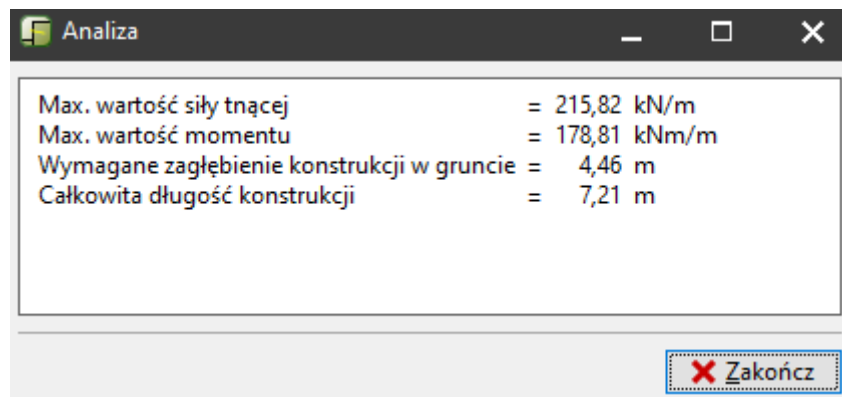 Analiza
Max. wartość siły tnącej = 215,82 kN/m
Max. wartość momentu = 178,81 kNm/m
Wymagane zagłębienie konstrukcji w gruncie = 4,46 m
Całkowita długość konstrukcji = 7,21 m
Zakończ